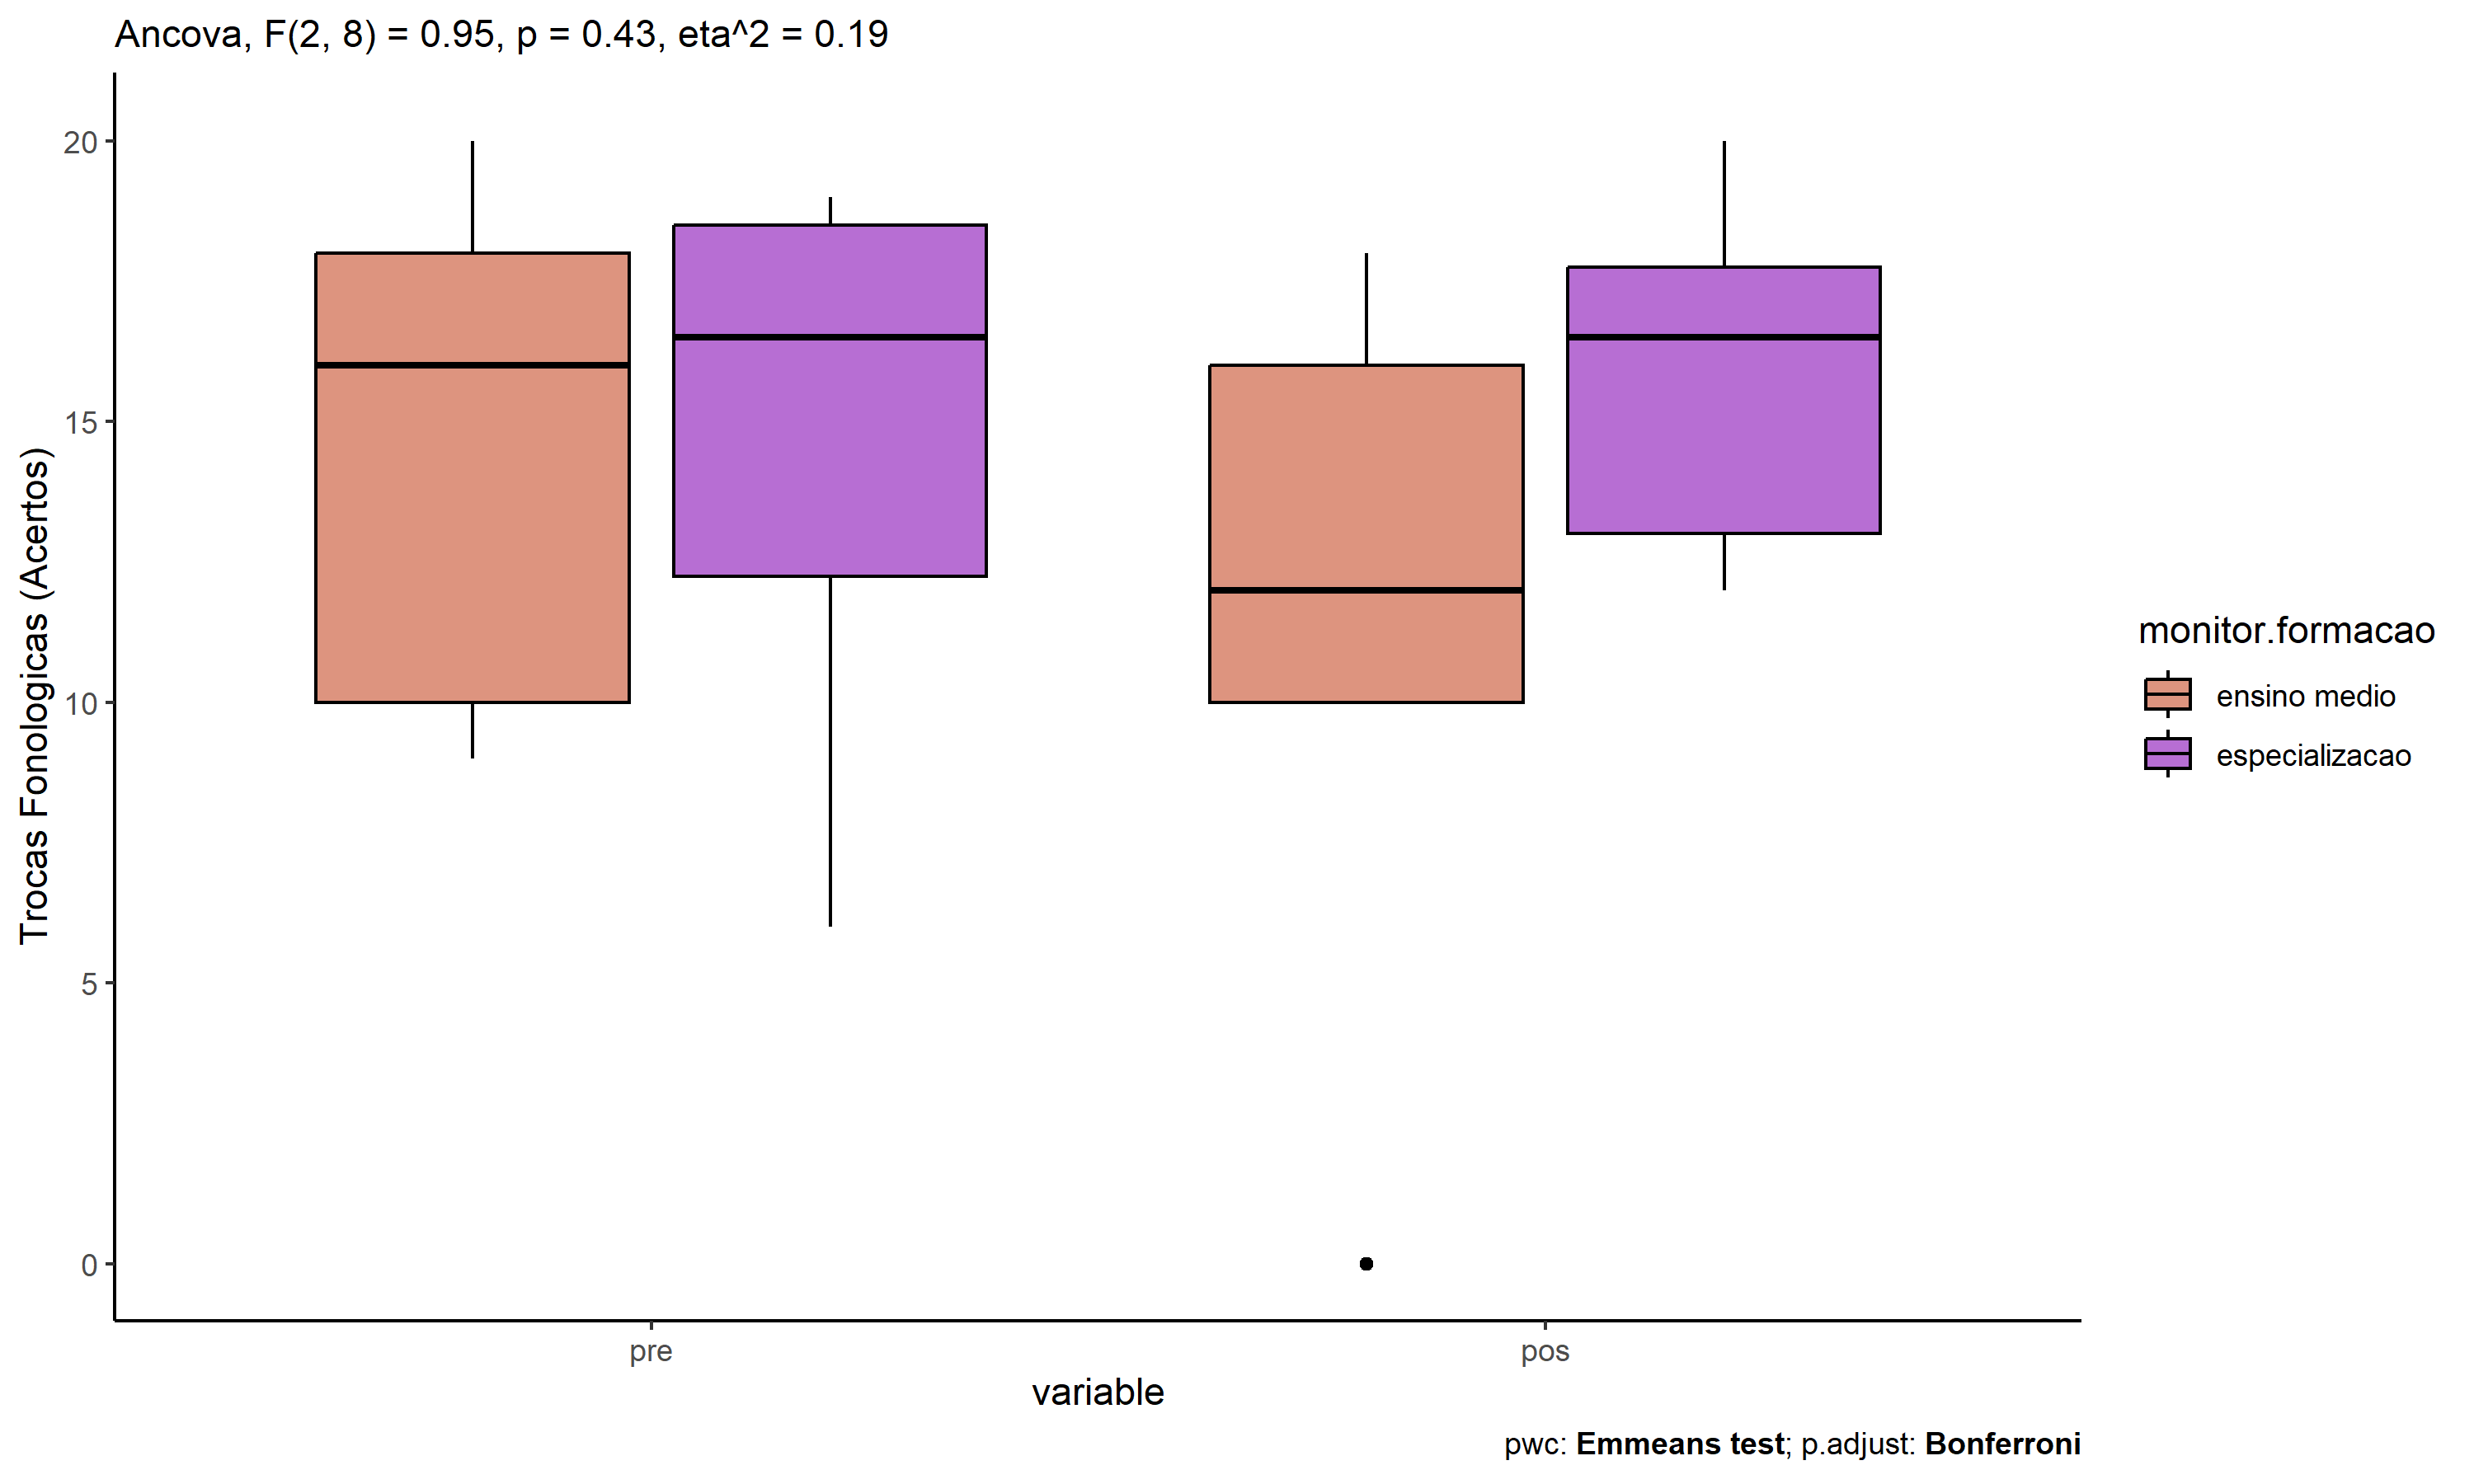 Ancova, F(2, 8) = 0.95, p = 0.43, eta^2 = 0.19
Trocas Fonologicas (Acertos)
20
15
10
5
0
pre
pos
variable
monitor.formacao
ensino medio
especializacao
pwc: Emmeans test; p.adjust: Bonferroni